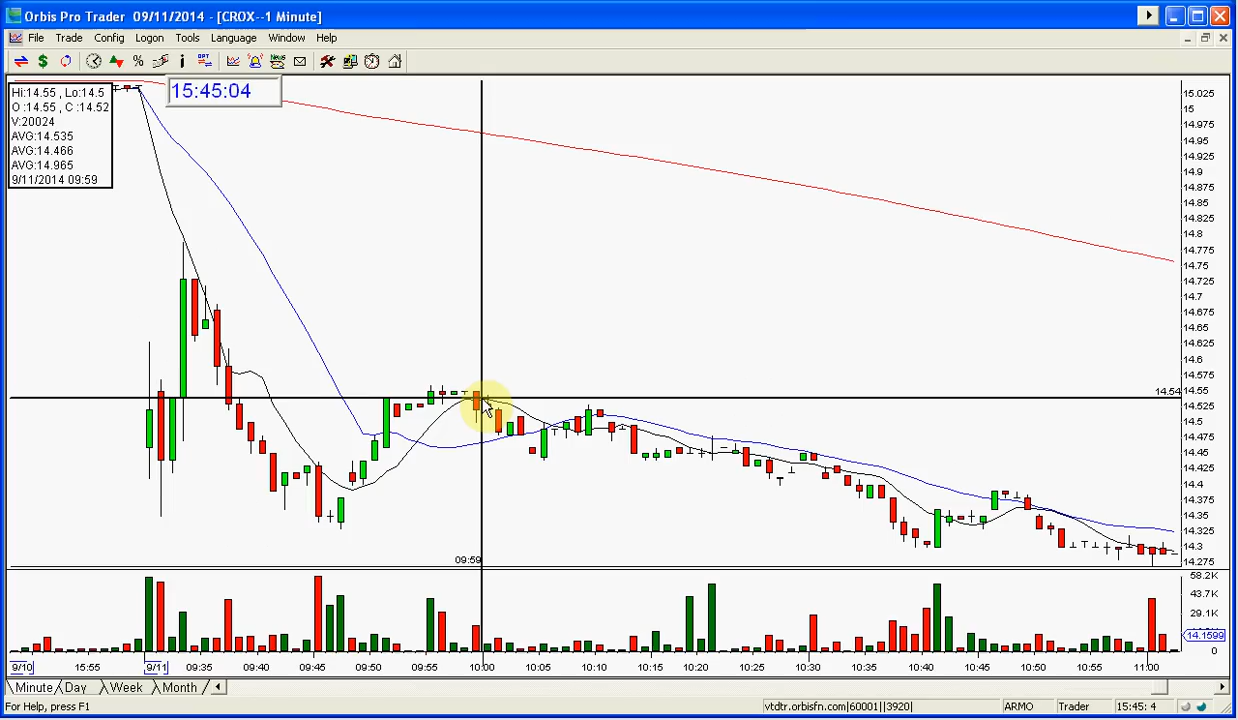 Orbis Pro Trader 09/11/2014 - [CROX--1 Minute]
File Trade Config Logon Tools Language Window Help
15:45:04
Hi:14.55 , Lo:14.5
O :14.55 , C :14.52
V:20024
AVG:14.535
AVG:14.466
AVG:14.965
9/11/2014 09:59
15.025
15
14.975
14.95
14.925
14.9
14.875
14.85
14.825
14.8
14.775
14.75
14.725
14.7
14.675
14.65
14.625
14.6
14.575
14.54 14.55
14.525
14.5
14.475
14.45
14.425
14.4
14.375
14.35
14.325
14.3
14.275
09:59
58.2K
43.7K
29.1K
14.1599
0
9/10 15:55 9/11 09:35 09:40 09:45 09:50 09:55 10:00 10:05 10:10 10:15 10:20 10:25 10:30 10:35 10:40 10:45 10:50 10:55 11:00
Minute Day Week Month
For Help, press F1 vtdtr.orbisfn.com|60001||3920| ARMO Trader 15:45: 4